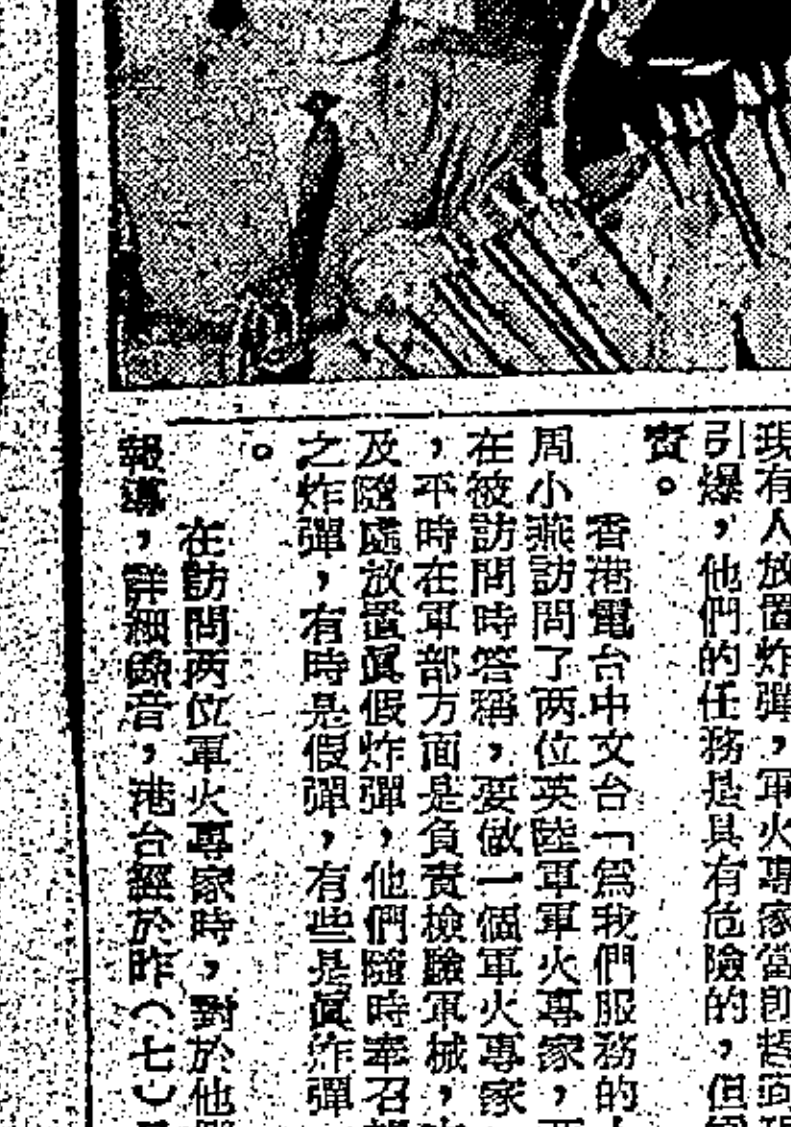 現有人放置炸彈，軍火專家當即趕到現
引爆，他們的任務是具有危險的，但
責。
香港電台中文台「為我們服務的人
周小燕訪問了两位英陸軍軍火專家，
在被訪問時答稱，要做一個軍火專家
，平時在軍部方面是負責檢驗軍械，
及隨處放置眞假炸彈，他們隨時奉召
之炸彈，有時是假彈，有些是眞炸彈
。
在訪問两位軍火專家時，對於他
報導，詳細錄音，港台經於昨（七）